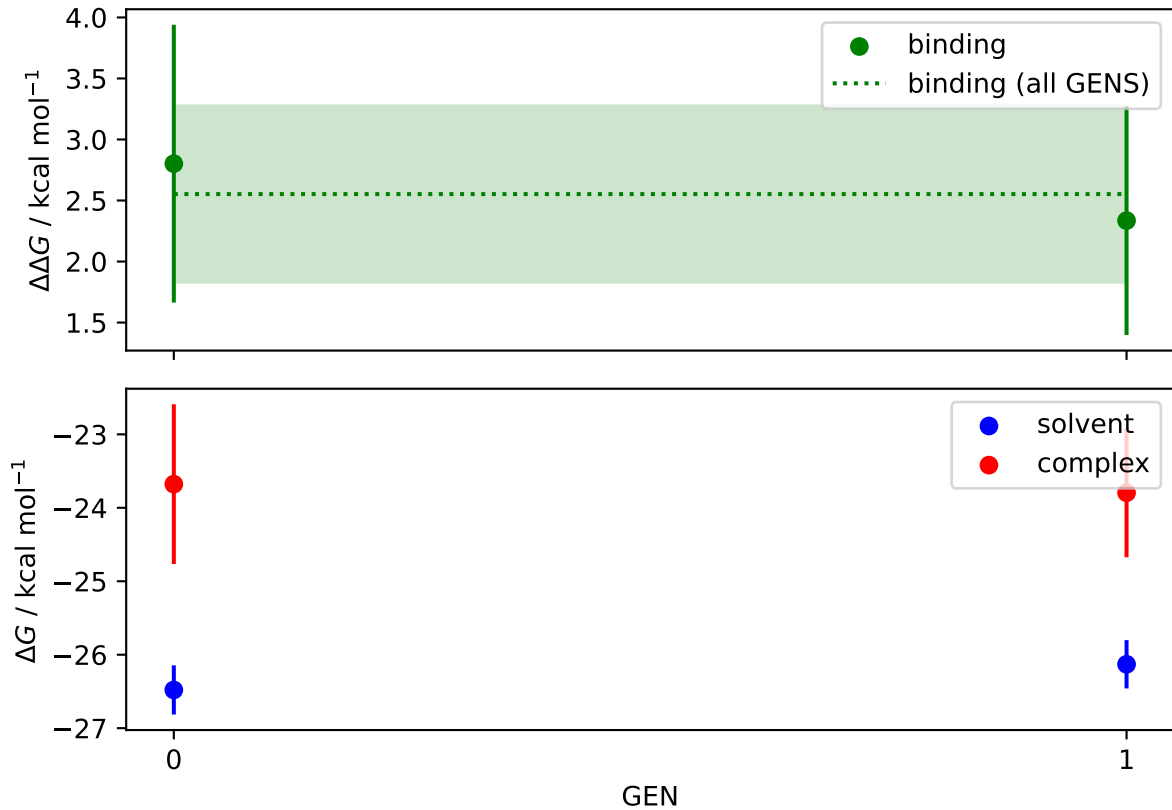 4.0
3.5
3.0
2.5
2.0
1.5
ΔΔG / kcal mol⁻¹
binding
binding (all GENS)
−23
−24
−25
−26
−27
ΔG / kcal mol⁻¹
solvent
complex
0
1
GEN